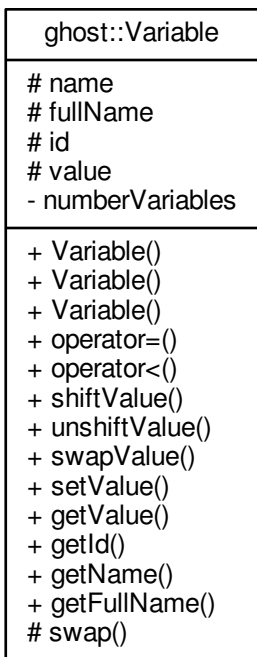 ghost::Variable
# name
# fullName
# id
# value
- numberVariables
+ Variable()
+ Variable()
+ Variable()
+ operator=()
+ operator<()
+ shiftValue()
+ unshiftValue()
+ swapValue()
+ setValue()
+ getValue()
+ getId()
+ getName()
+ getFullName()
# swap()